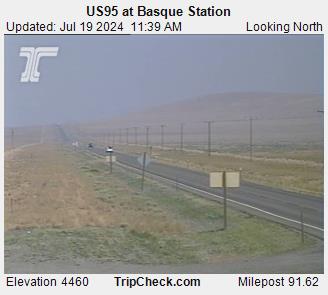 US95 at Basque Station
Updated: Jul 19 2024 11:39 AM Looking North
Elevation 4460 TripCheck.com Milepost 91.62